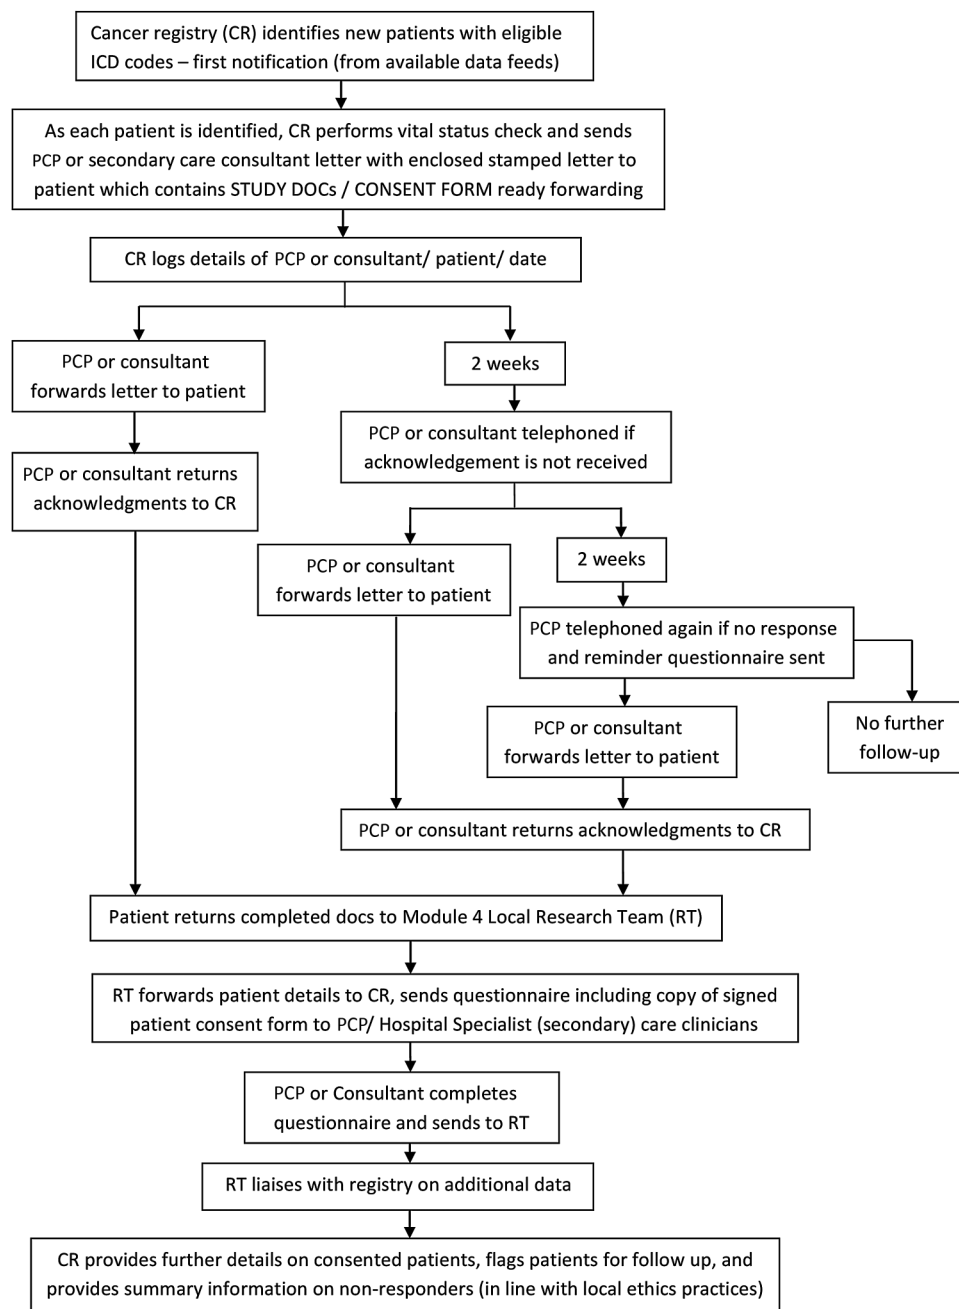 Cancer registry (CR) identifies new patients with eligible
ICD codes – first notification (from available data feeds)
As each patient is identified, CR performs vital status check and sends
PCP or secondary care consultant letter with enclosed stamped letter to
patient which contains STUDY DOCs / CONSENT FORM ready forwarding
CR logs details of PCP or consultant/ patient/ date
PCP or consultant
forwards letter to patient
2 weeks
PCP or consultant telephoned if
acknowledgement is not received
PCP or consultant returns
acknowledgments to CR
PCP or consultant
forwards letter to patient
2 weeks
PCP telephoned again if no response
and reminder questionnaire sent
No further
follow-up
PCP or consultant
forwards letter to patient
PCP or consultant returns acknowledgments to CR
Patient returns completed docs to Module 4 Local Research Team (RT)
RT forwards patient details to CR, sends questionnaire including copy of signed
patient consent form to PCP/ Hospital Specialist (secondary) care clinicians
PCP or Consultant completes
questionnaire and sends to RT
RT liaises with registry on additional data
CR provides further details on consented patients, flags patients for follow up, and
provides summary information on non-responders (in line with local ethics practices)